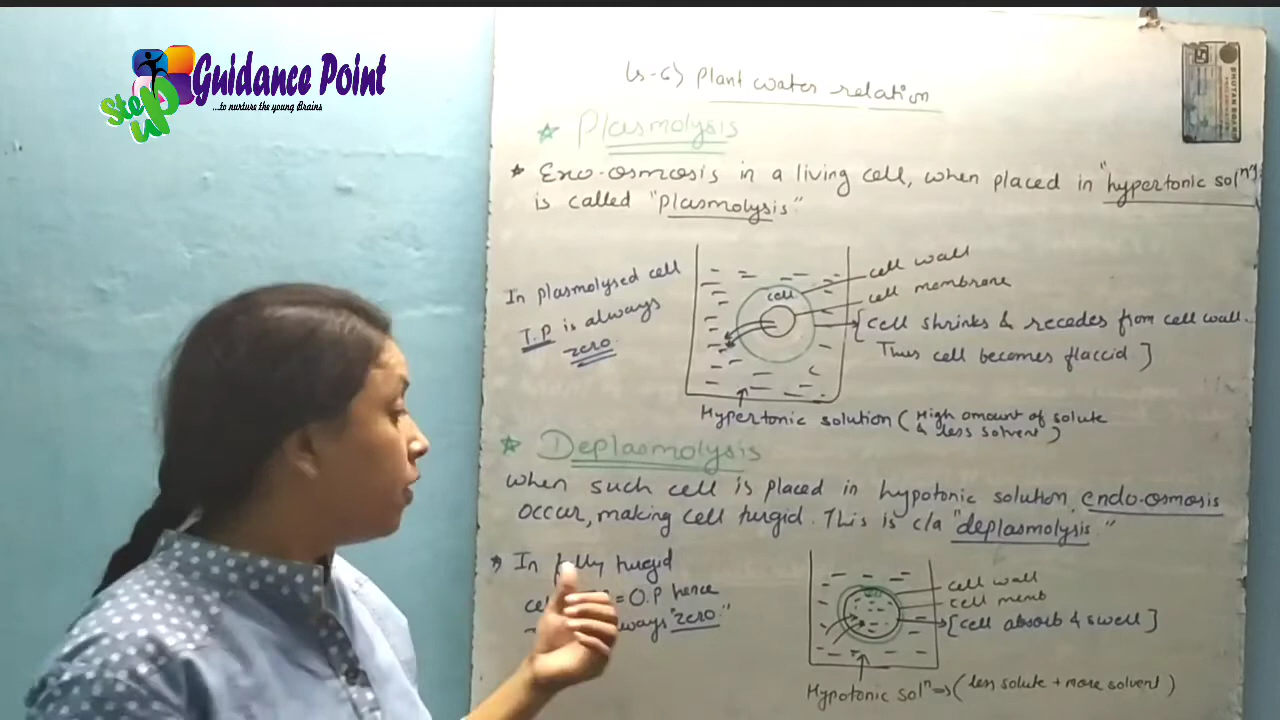 Step up
Guidance Point
...to nurture the young Brains
(s-6) Plant water relation
BHUTAN BOARD
★ Plasmolysis
★ Exo-osmosis in a living cell, when placed in "hypertonic solⁿ"
is called "plasmolysis"
In plasmolysed cell
T.P is always
zero.
cell
cell wall
cell membrane
[cell shrinks & recedes from cell wall.
Thus cell becomes flaccid]
Hypertonic solution (High amount of solute
& less solvent)
★ Deplasmolysis
When such cell is placed in hypotonic solution, endo-osmosis
occur, making cell turgid. This is c/a "deplasmolysis."
★ In fully turgid
= O.P hence
"zero."
cell wall
cell memb
[cell absorb & swell]
Hypotonic solⁿ ⇒ (less solute + more solvent)